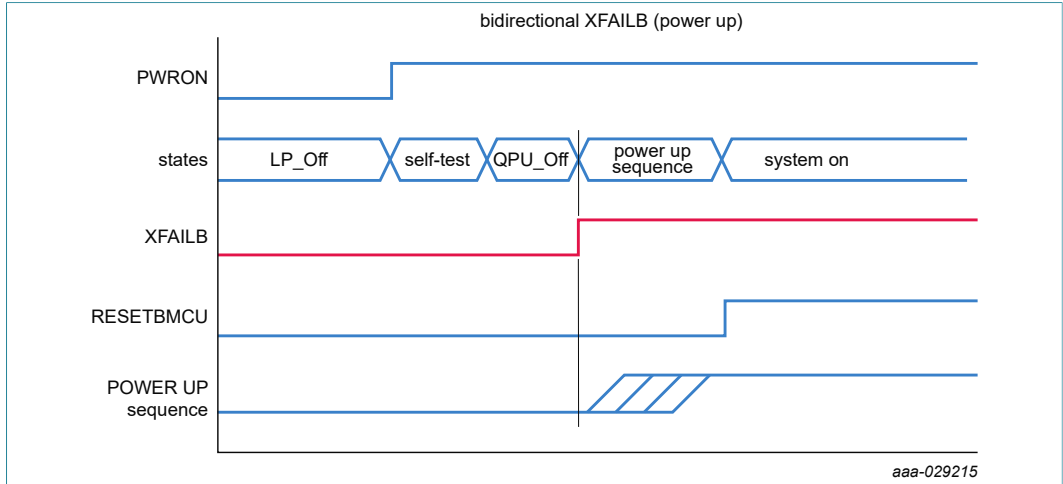 bidirectional XFAILB (power up)
PWRON
states
LP_Off
self-test
QPU_Off
power up
sequence
system on
XFAILB
RESETBMCU
POWER UP
sequence
aaa-029215